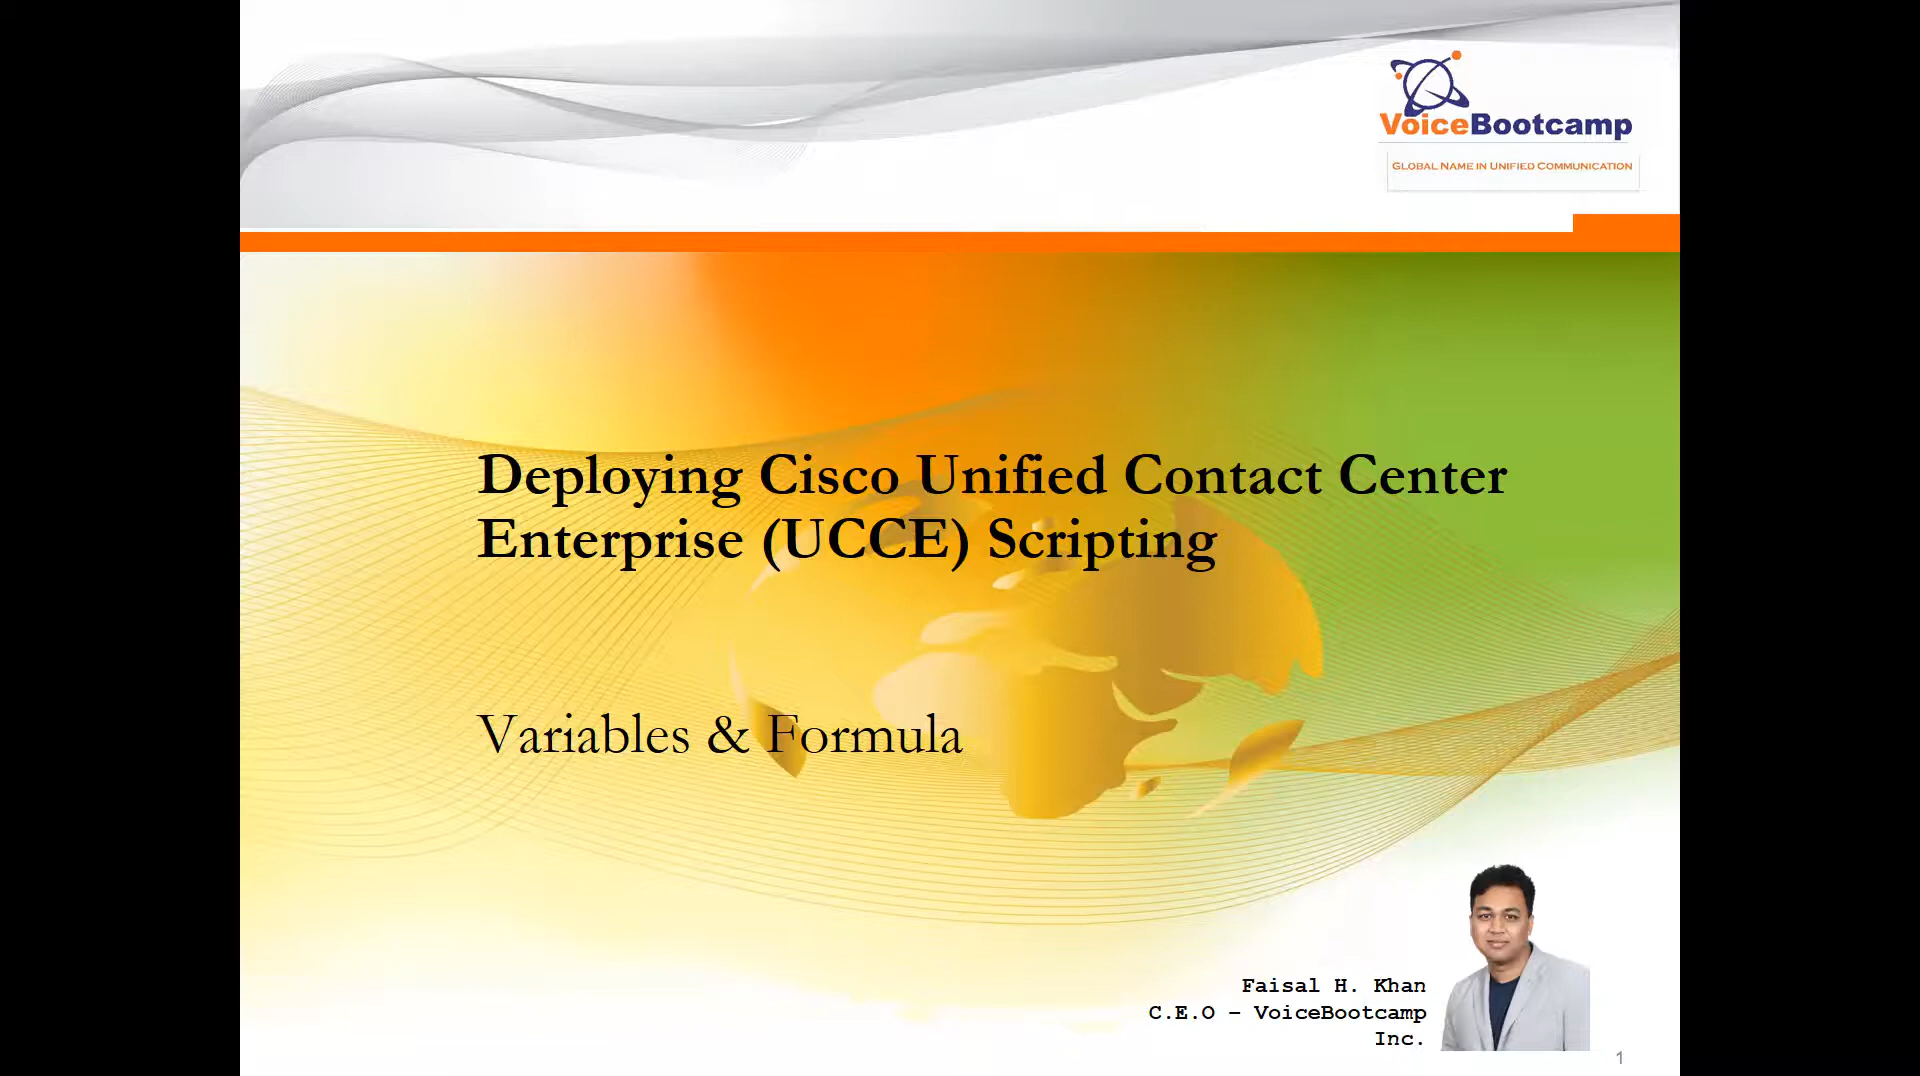 VoiceBootcamp
GLOBAL NAME IN UNIFIED COMMUNICATION
Deploying Cisco Unified Contact Center
Enterprise (UCCE) Scripting
Variables & Formula
Faisal H. Khan
C.E.O – VoiceBootcamp
Inc.
1